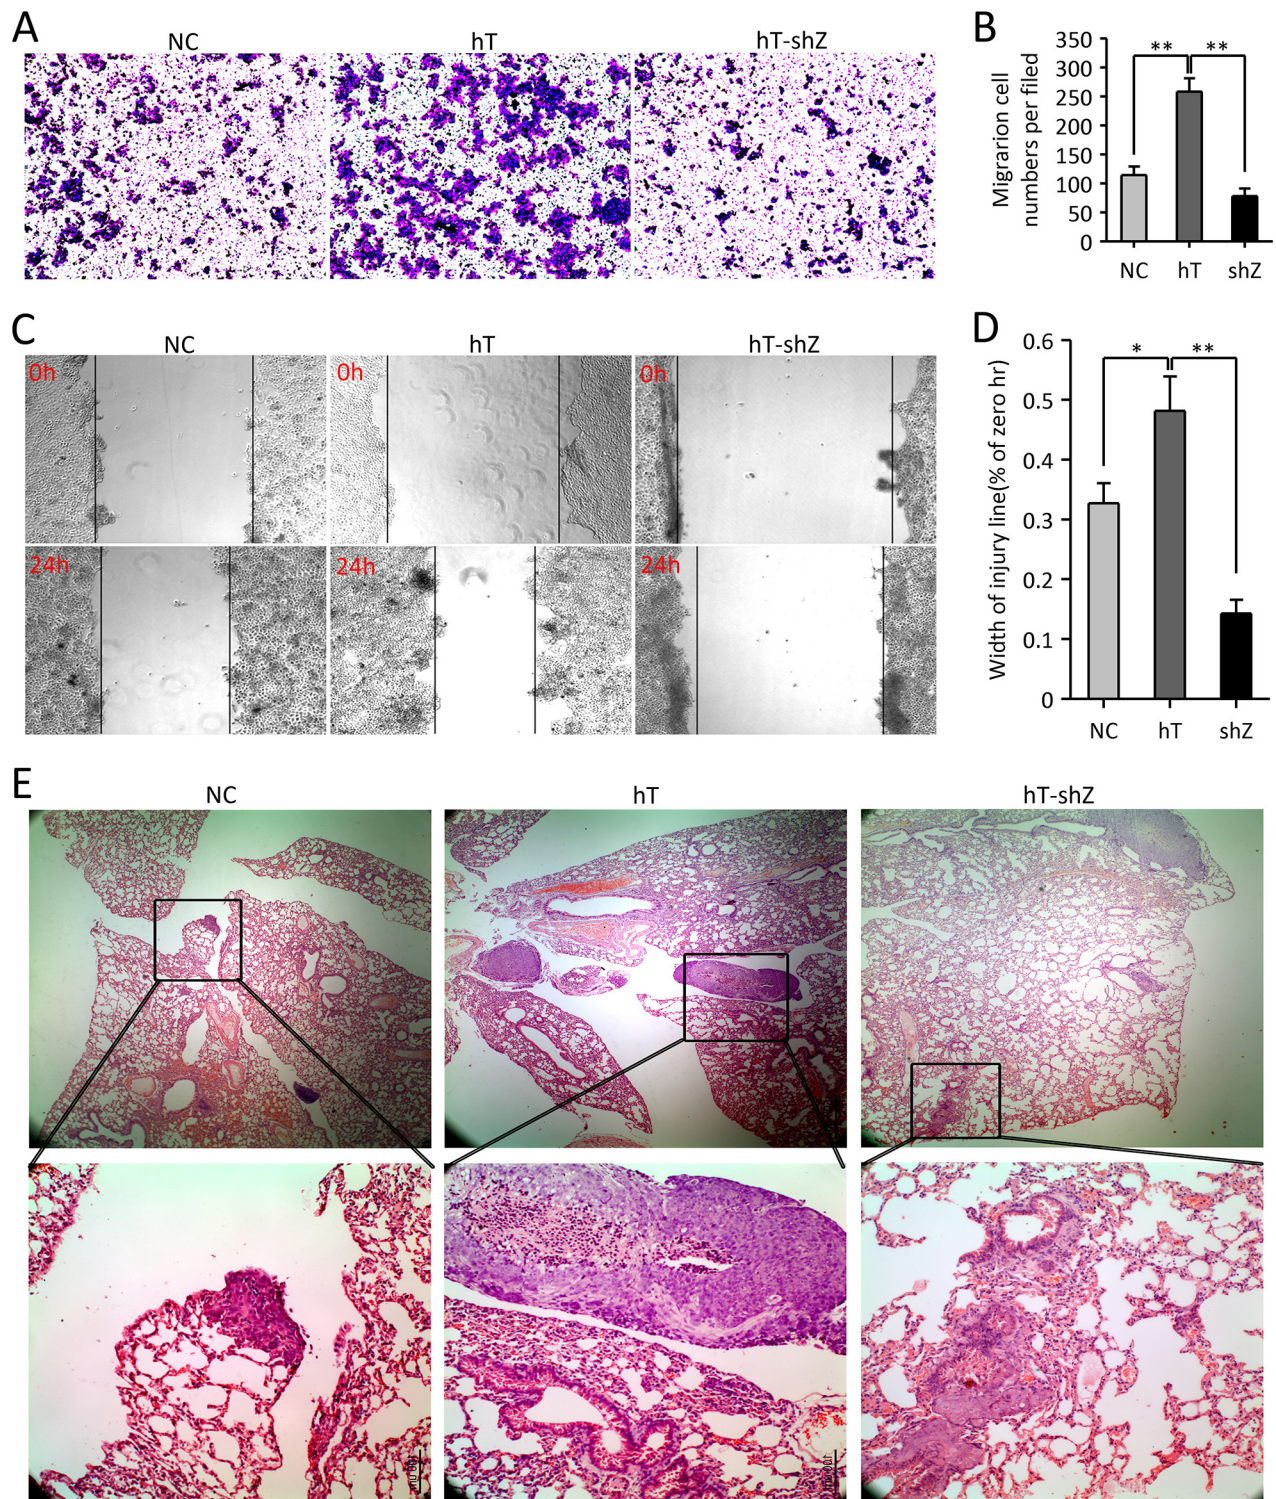 A
NC
hT
hT-shZ
B
Migrarion cell
numbers per filed
350
300
250
200
150
100
50
0
**
**
NC
hT
shZ
C
NC
hT
hT-shZ
0h
0h
0h
24h
24h
24h
D
Width of injury line(% of zero hr)
0.6
0.5
0.4
0.3
0.2
0.1
0
*
**
NC
hT
shZ
E
NC
hT
hT-shZ
100 um